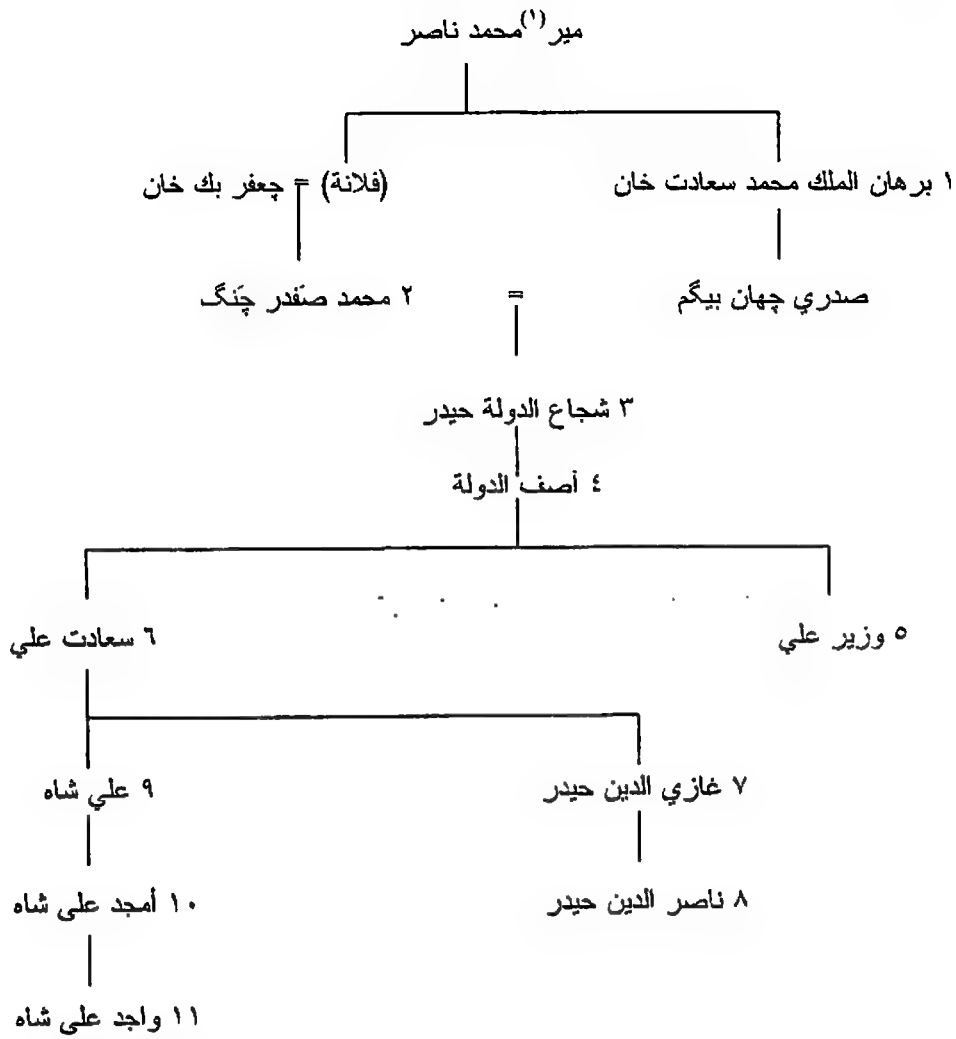 مير (١) محمد ناصر
١ برهان الملك محمد سعادت خان
(فلانة) = چعفر بك خان
صدري چهان بيگم = ٢ محمد صَفدر چَنگ
٣ شجاع الدولة حيدر
٤ أصف الدولة
٥ وزير علي
٦ سعادت علي
٧ غازي الدين حيدر
٩ علي شاه
٨ ناصر الدين حيدر
١٠ أمجد على شاه
١١ واجد على شاه